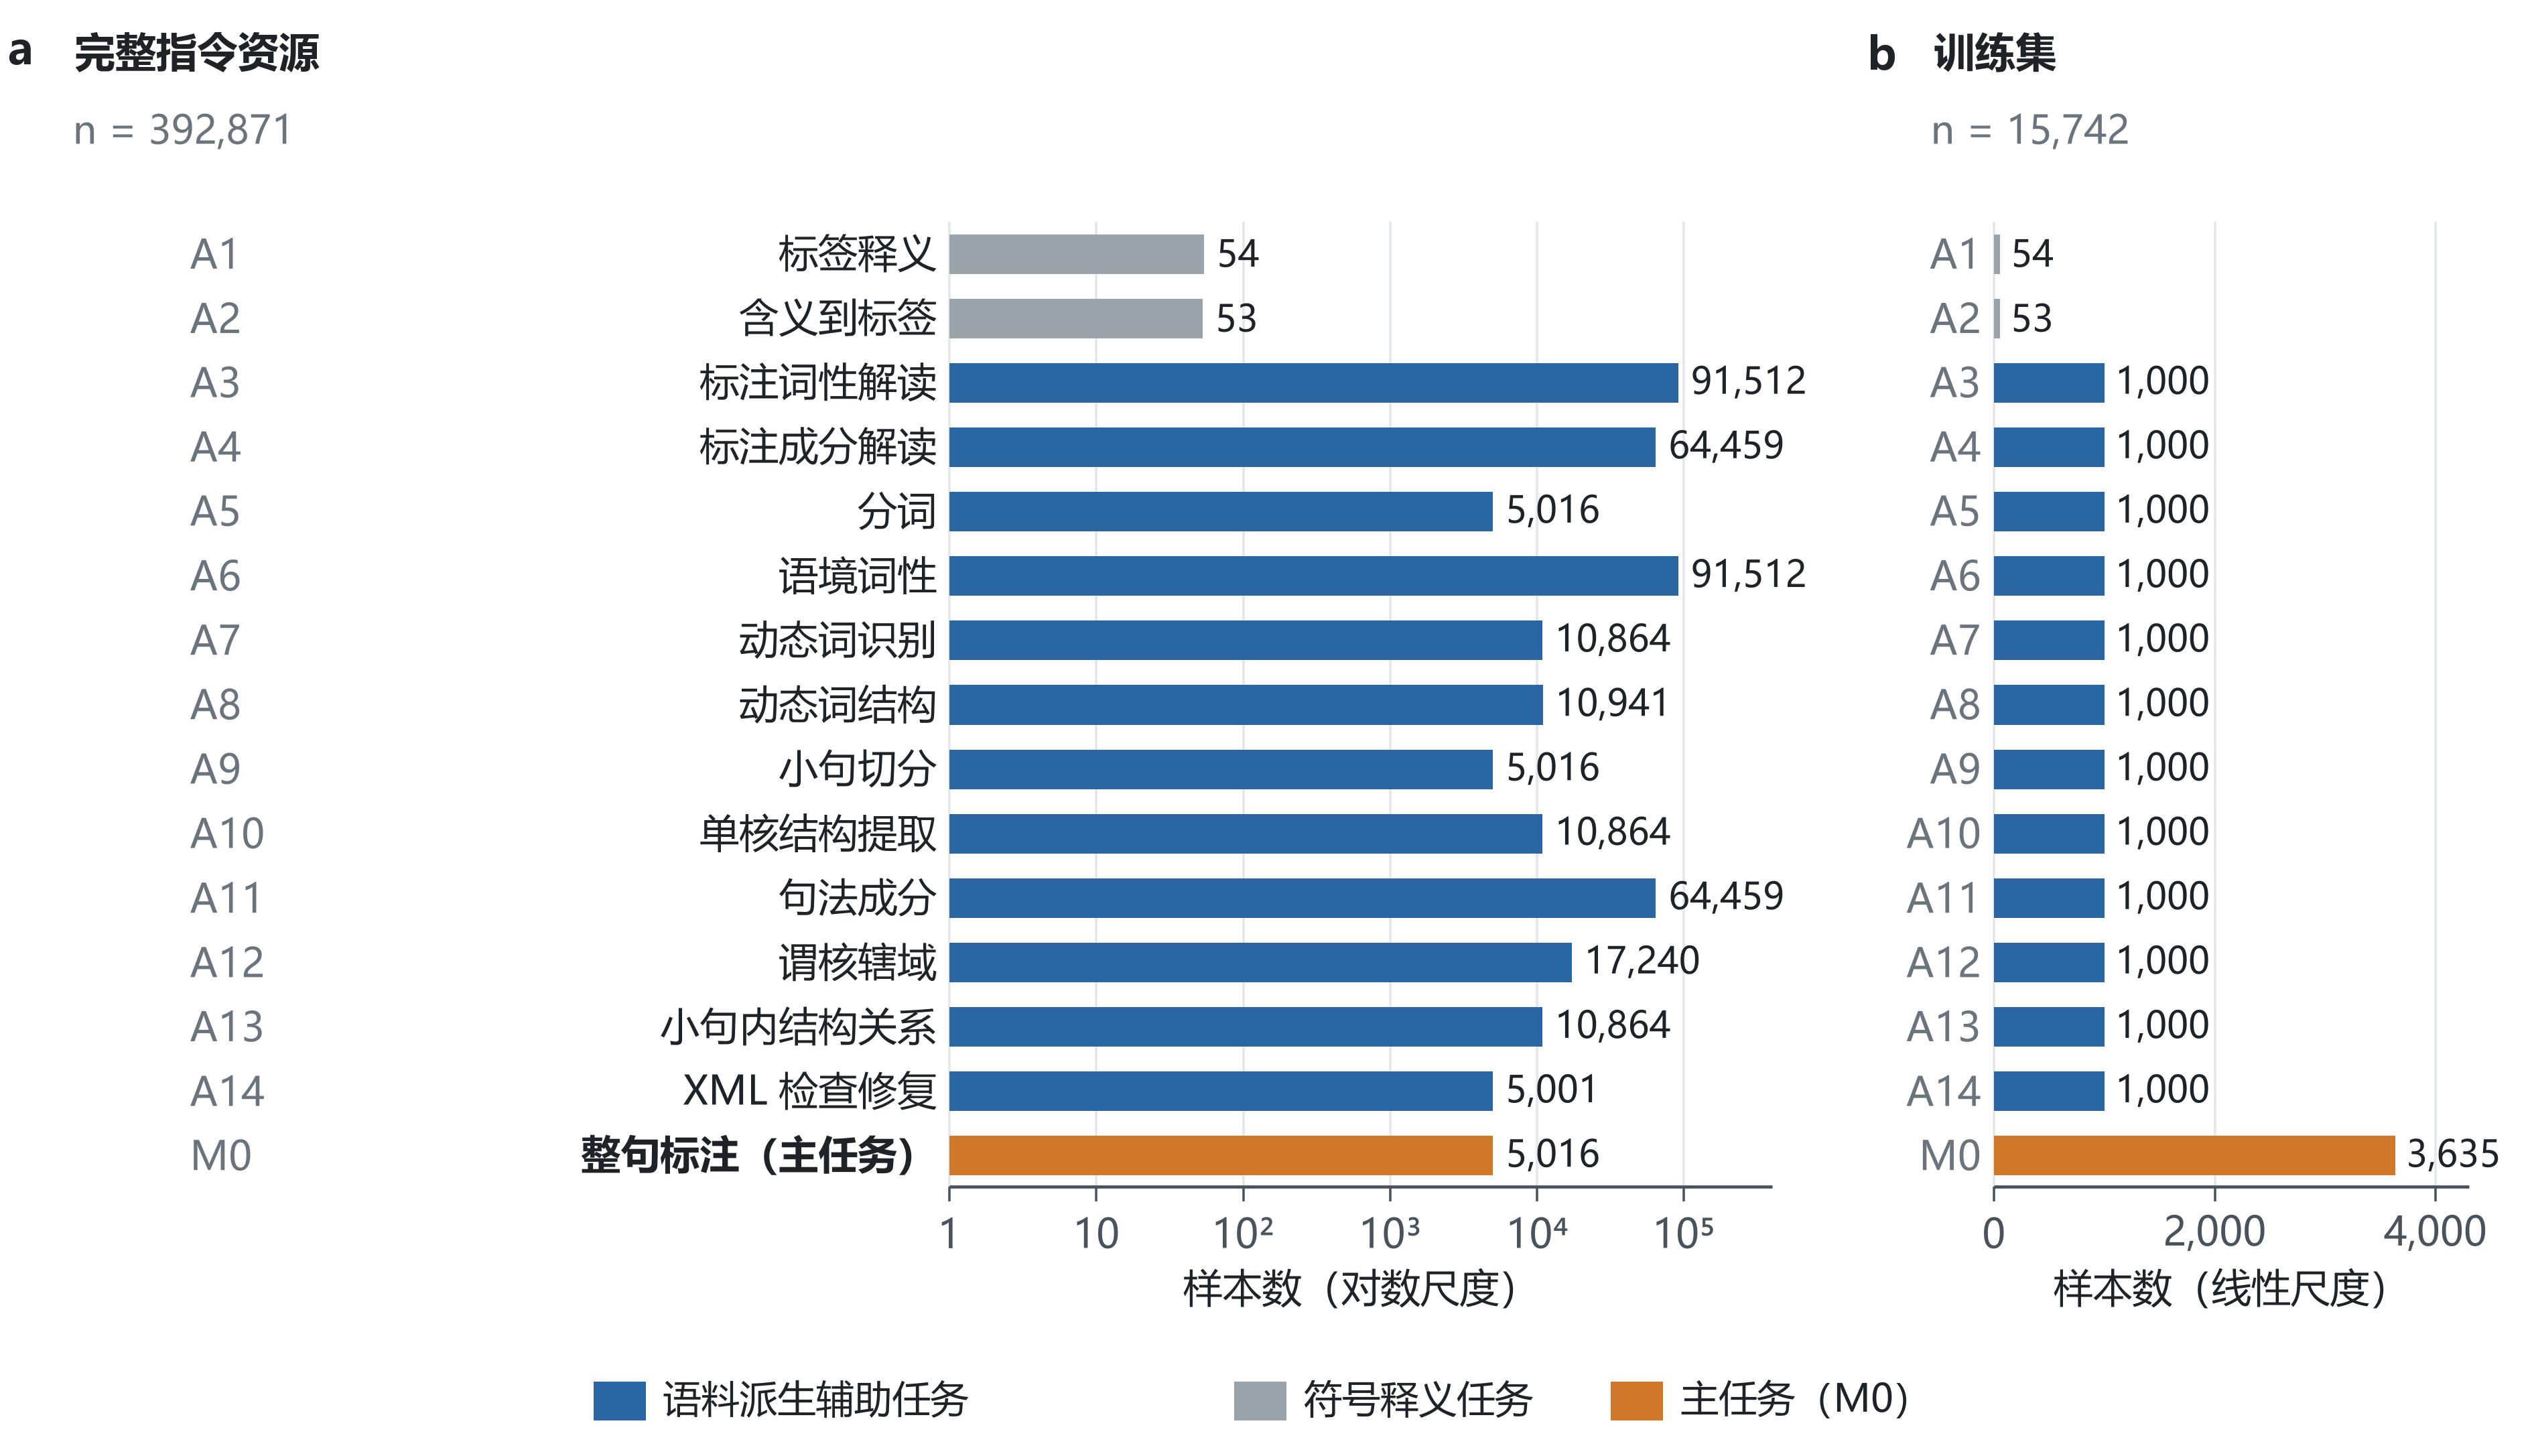 a 完整指令资源
n = 392,871
A1 标签释义 54
A2 含义到标签 53
A3 标注词性解读 91,512
A4 标注成分解读 64,459
A5 分词 5,016
A6 语境词性 91,512
A7 动态词识别 10,864
A8 动态词结构 10,941
A9 小句切分 5,016
A10 单核结构提取 10,864
A11 句法成分 64,459
A12 谓核辖域 17,240
A13 小句内结构关系 10,864
A14 XML 检查修复 5,001
M0 整句标注（主任务） 5,016
1 10 10² 10³ 10⁴ 10⁵
样本数（对数尺度）
b 训练集
n = 15,742
A1 54
A2 53
A3 1,000
A4 1,000
A5 1,000
A6 1,000
A7 1,000
A8 1,000
A9 1,000
A10 1,000
A11 1,000
A12 1,000
A13 1,000
A14 1,000
M0 3,635
0 2,000 4,000
样本数（线性尺度）
语料派生辅助任务 符号释义任务 主任务（M0）